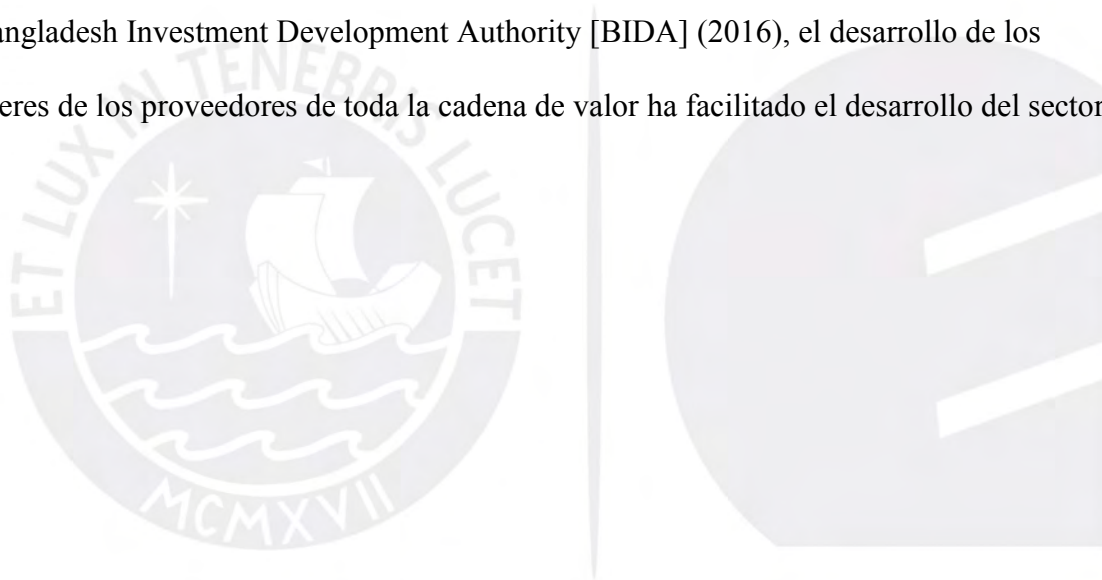 angladesh Investment Development Authority [BIDA] (2016), el desarrollo de los
eres de los proveedores de toda la cadena de valor ha facilitado el desarrollo del sector
ET LUX IN TENEBRIS LUCET
MCMXVII